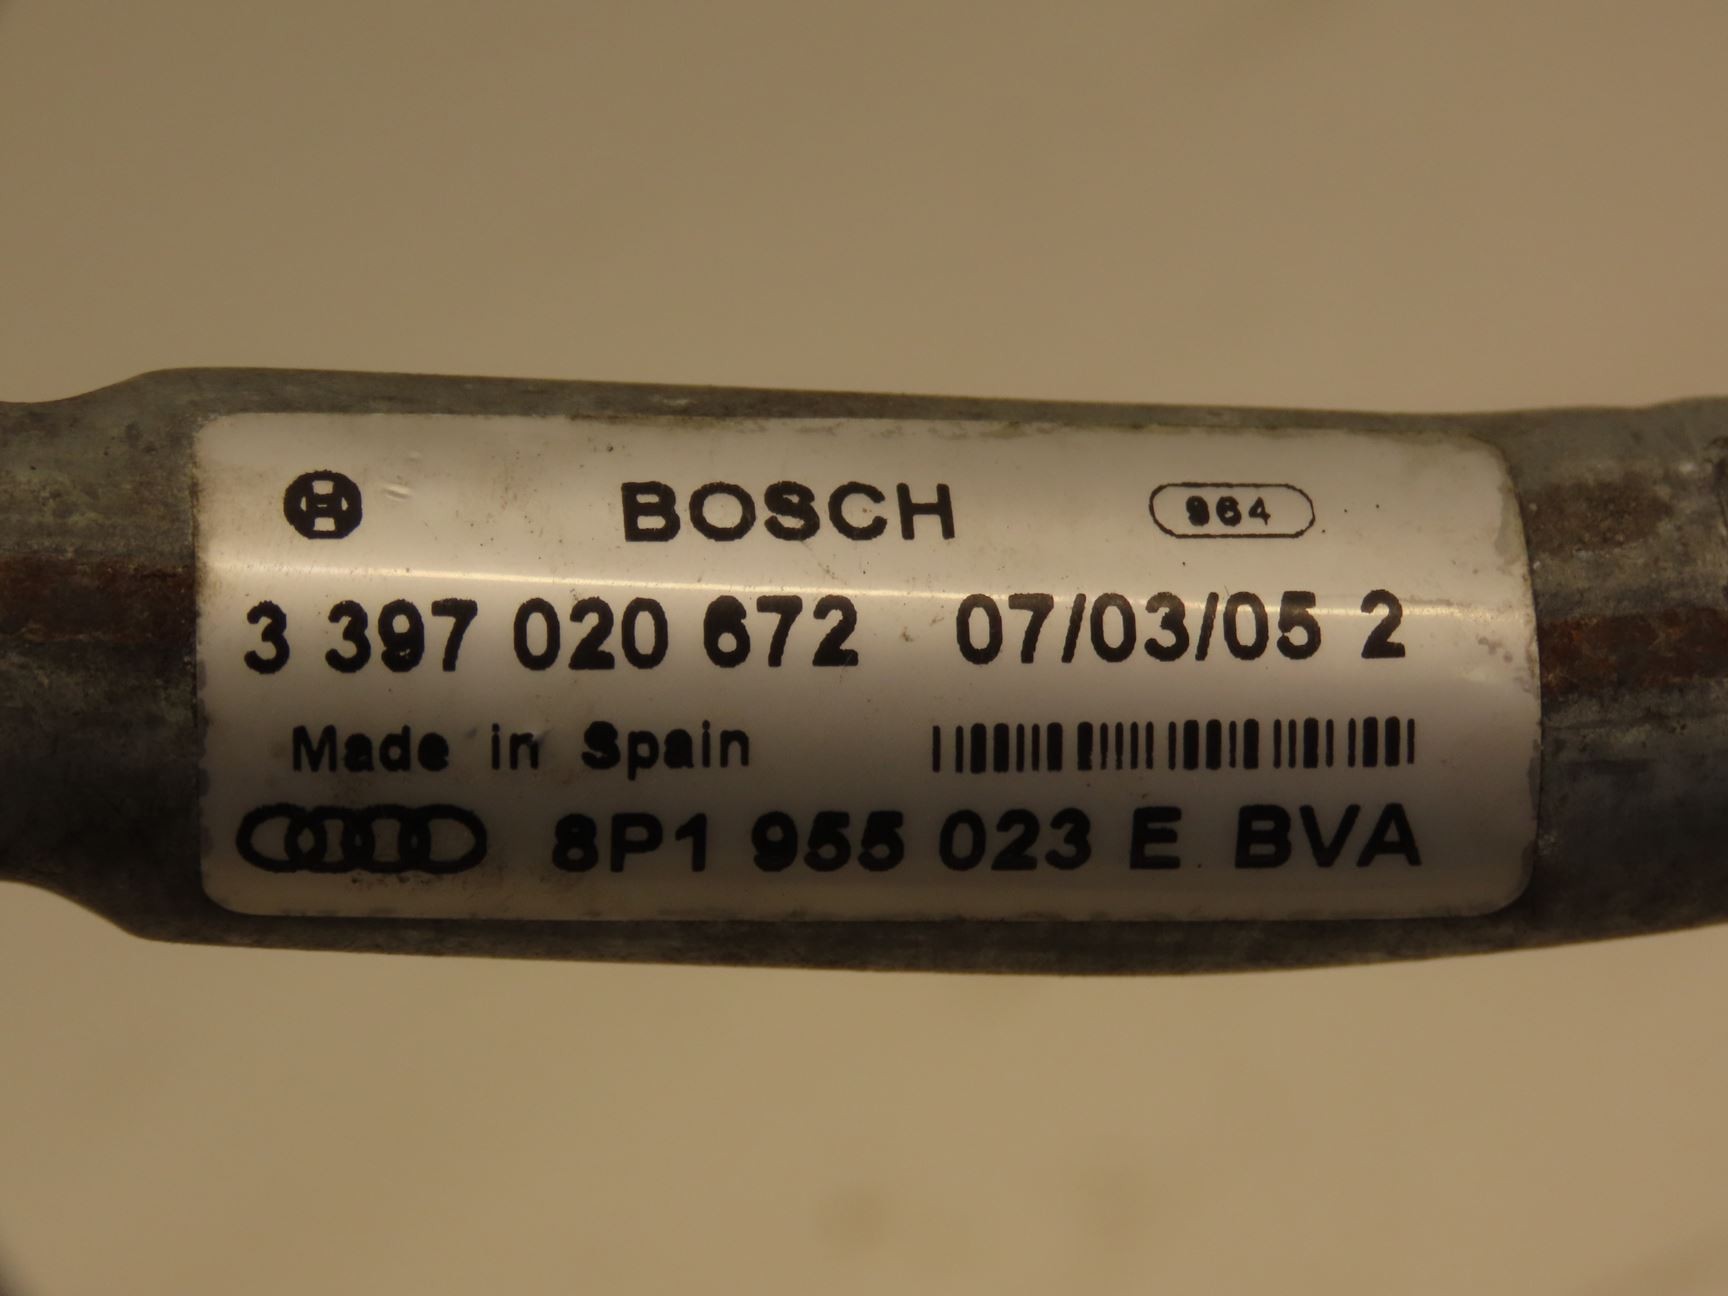 BOSCH 964
3 397 020 672 07/03/05 2
Made in Spain
8P1 955 023 E BVA